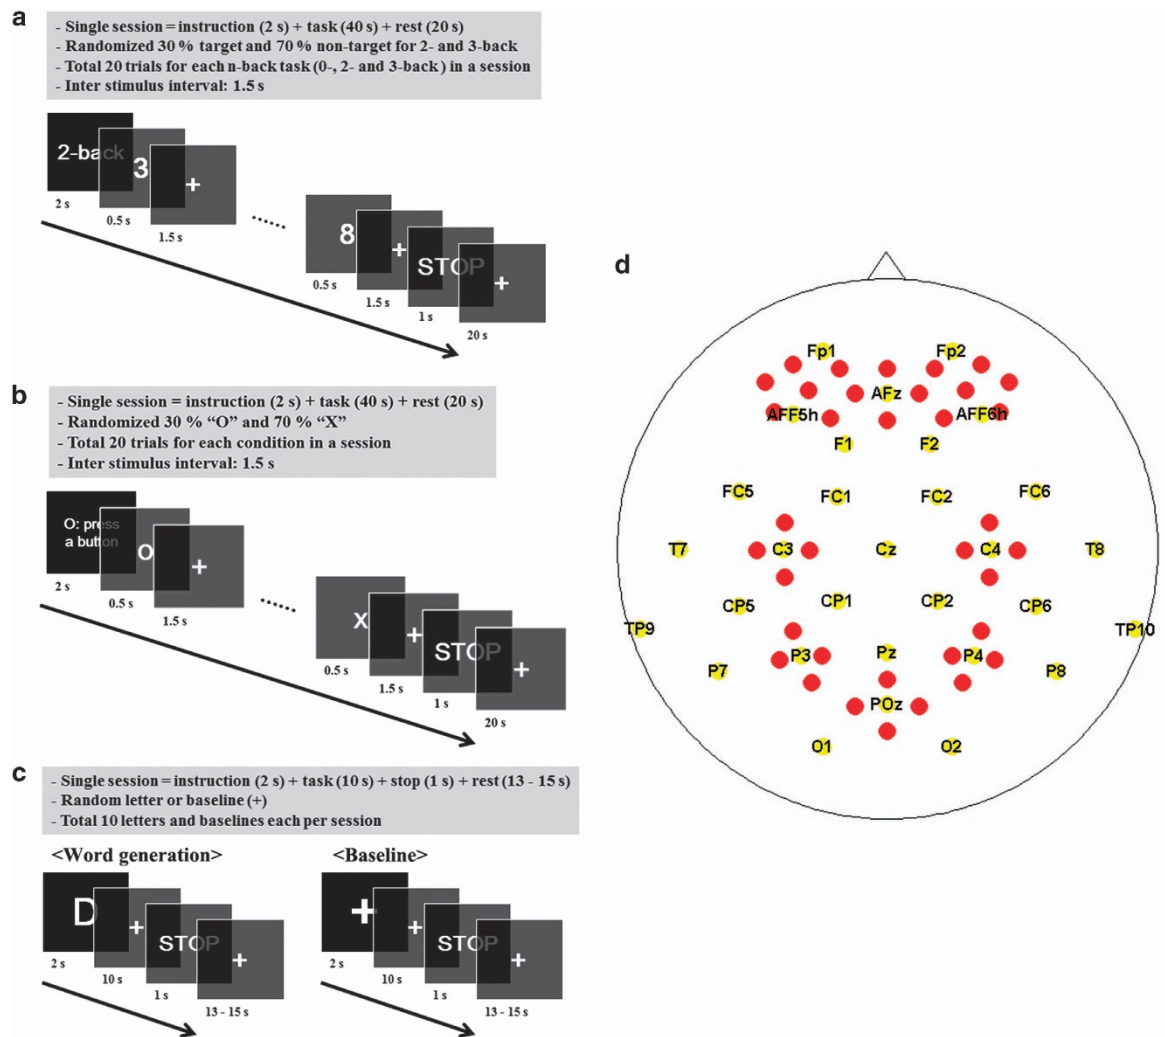 a
- Single session = instruction (2 s) + task (40 s) + rest (20 s)
- Randomized 30 % target and 70 % non-target for 2- and 3-back
- Total 20 trials for each n-back task (0-, 2- and 3-back) in a session
- Inter stimulus interval: 1.5 s
2-back
3
+
2 s
0.5 s
1.5 s
......
8
+
STOP
+
0.5 s
1.5 s
1 s
20 s
b
- Single session = instruction (2 s) + task (40 s) + rest (20 s)
- Randomized 30 % “O” and 70 % “X”
- Total 20 trials for each condition in a session
- Inter stimulus interval: 1.5 s
O: press
a button
O
+
2 s
0.5 s
1.5 s
......
X
+
STOP
+
0.5 s
1.5 s
1 s
20 s
c
- Single session = instruction (2 s) + task (10 s) + stop (1 s) + rest (13 - 15 s)
- Random letter or baseline (+)
- Total 10 letters and baselines each per session
<Word generation>
D
+
STOP
+
2 s
10 s
1 s
13 - 15 s
<Baseline>
+
+
STOP
+
2 s
10 s
1 s
13 - 15 s
d
Fp1 Fp2
AFz
AFF5h AFF6h
F1 F2
FC5 FC1 FC2 FC6
T7 C3 Cz C4 T8
CP5 CP1 CP2 CP6
TP9 TP10
P7 P3 Pz P4 P8
POz
O1 O2